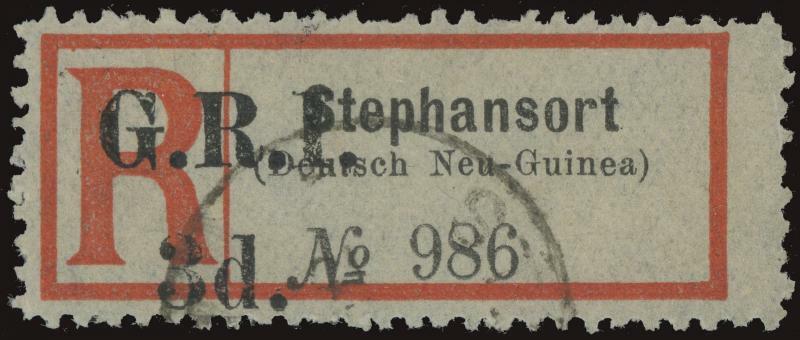 R
G.R.I.
Stephansort
(Deutsch Neu-Guinea)
3d.
№ 986